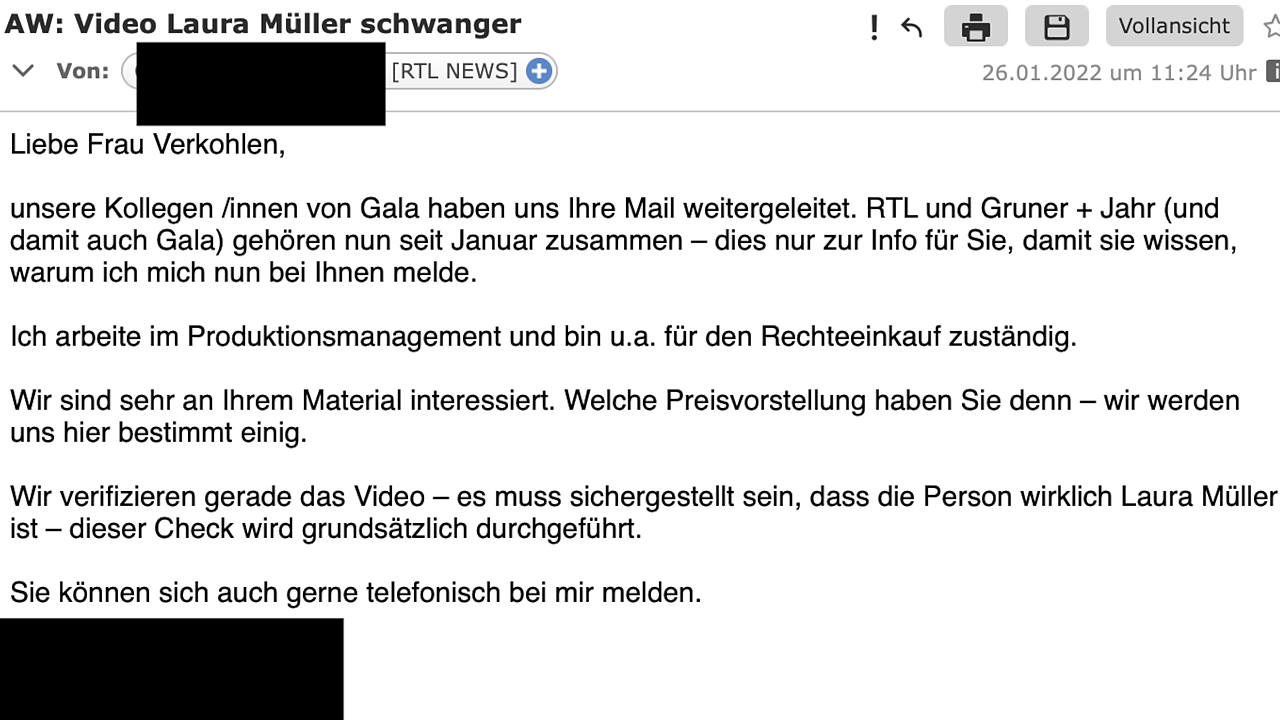 AW: Video Laura Müller schwanger
Vollansicht
Von: [RTL NEWS]
26.01.2022 um 11:24 Uhr
Liebe Frau Verkohlen,
unsere Kollegen /innen von Gala haben uns Ihre Mail weitergeleitet. RTL und Gruner + Jahr (und
damit auch Gala) gehören nun seit Januar zusammen – dies nur zur Info für Sie, damit sie wissen,
warum ich mich nun bei Ihnen melde.
Ich arbeite im Produktionsmanagement und bin u.a. für den Rechteeinkauf zuständig.
Wir sind sehr an Ihrem Material interessiert. Welche Preisvorstellung haben Sie denn – wir werden
uns hier bestimmt einig.
Wir verifizieren gerade das Video – es muss sichergestellt sein, dass die Person wirklich Laura Müller
ist – dieser Check wird grundsätzlich durchgeführt.
Sie können sich auch gerne telefonisch bei mir melden.